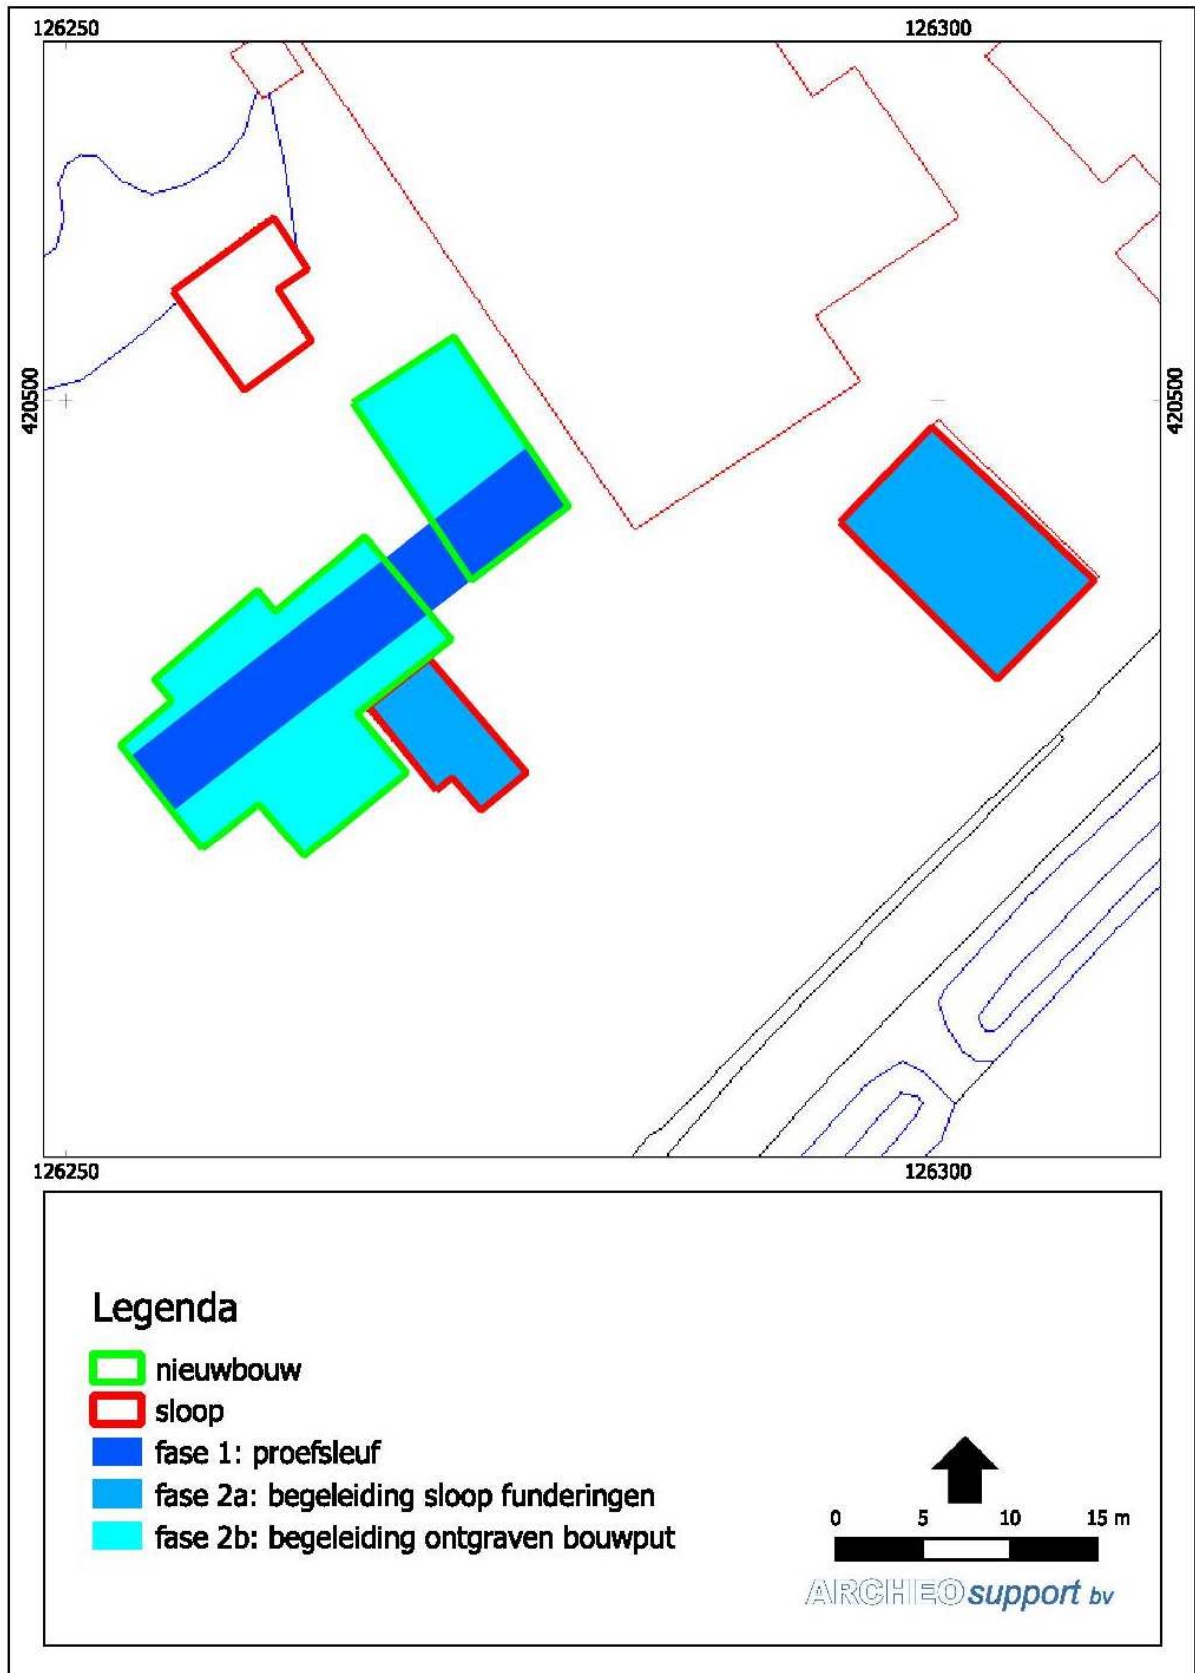 126250 126300
420500 420500
126250 126300
Legenda
nieuwbouw
sloop
fase 1: proefsleuf
fase 2a: begeleiding sloop funderingen
fase 2b: begeleiding ontgraven bouwput
0 5 10 15 m
ARCHEOsupport bv